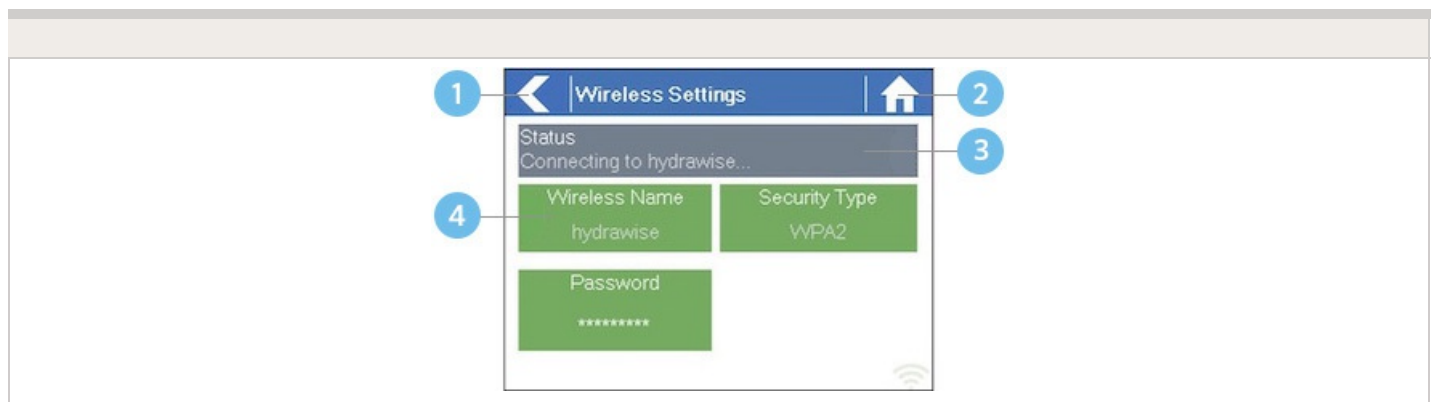 1
Wireless Settings
2
Status
Connecting to hydrawise...
3
Wireless Name
hydrawise
4
Security Type
WPA2
Password
*********